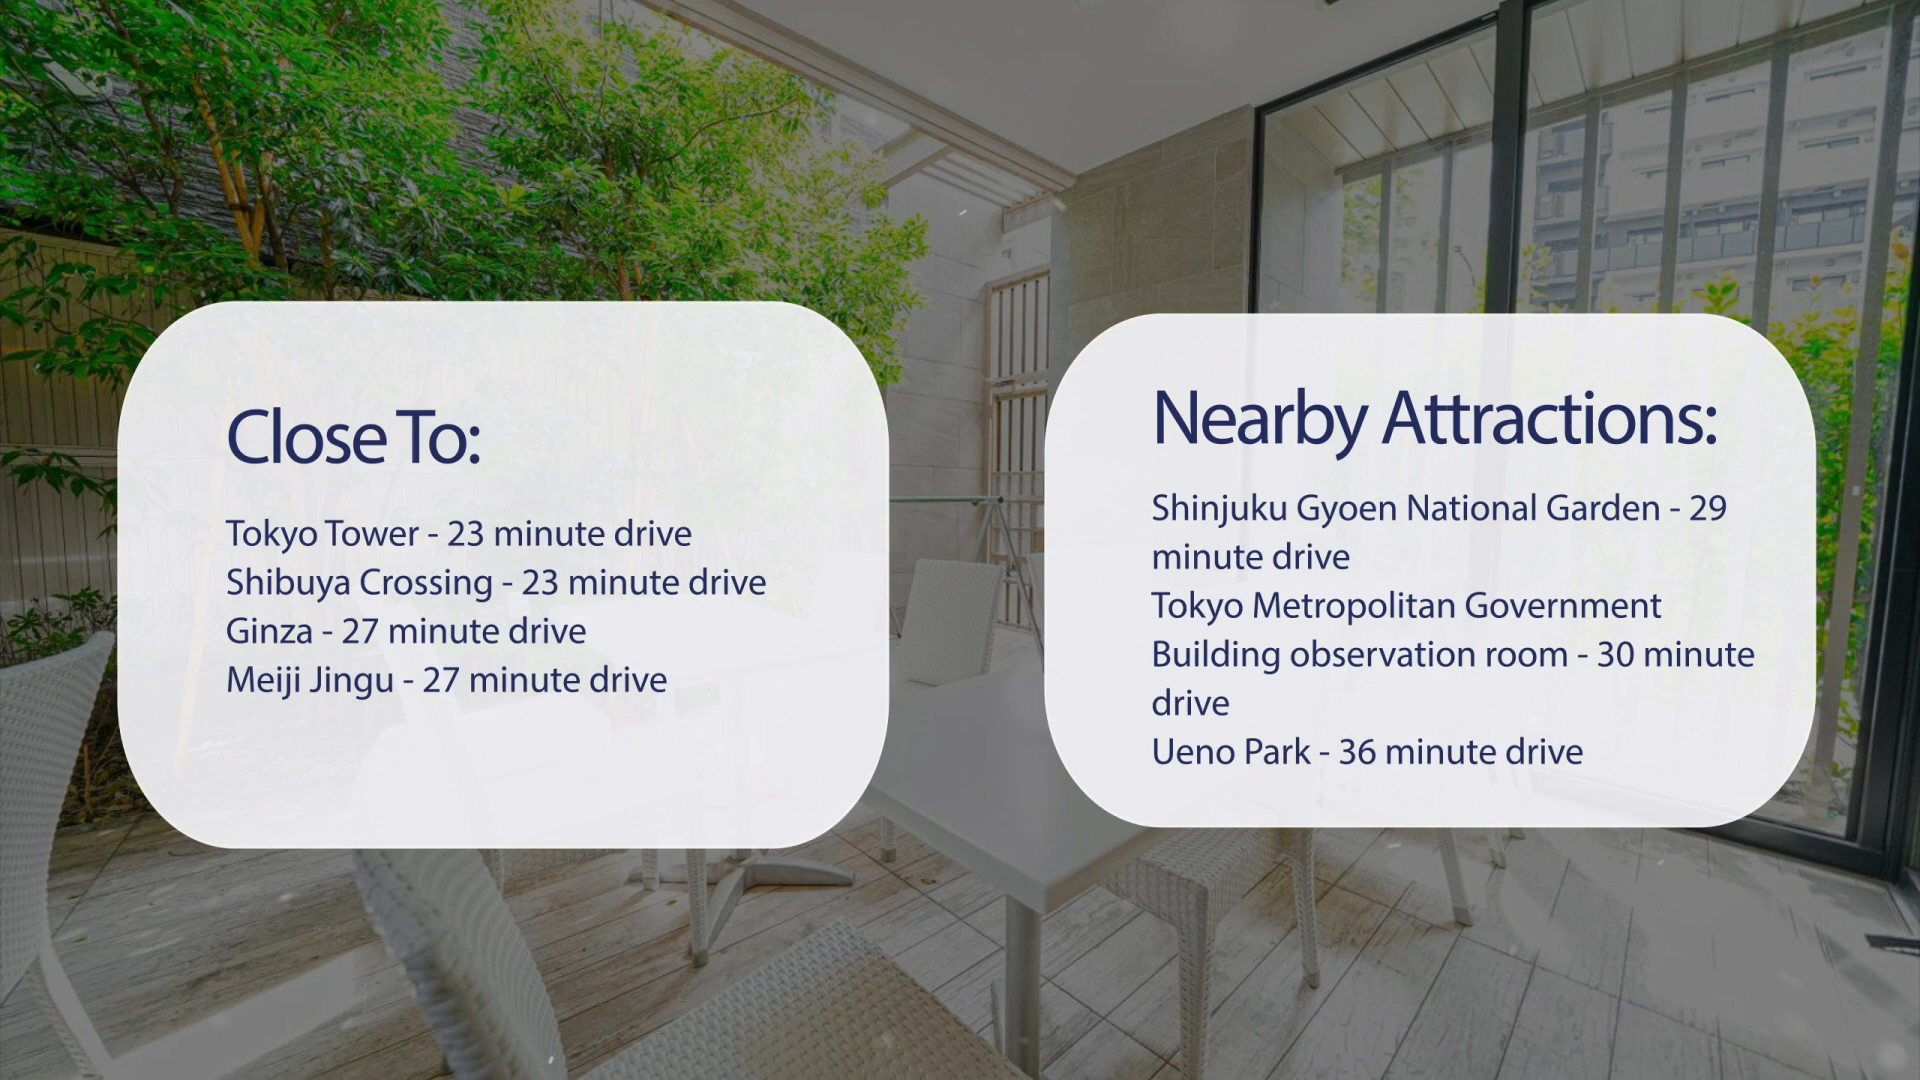 Close To:
Tokyo Tower - 23 minute drive
Shibuya Crossing - 23 minute drive
Ginza - 27 minute drive
Meiji Jingu - 27 minute drive
Nearby Attractions:
Shinjuku Gyoen National Garden - 29
minute drive
Tokyo Metropolitan Government
Building observation room - 30 minute
drive
Ueno Park - 36 minute drive